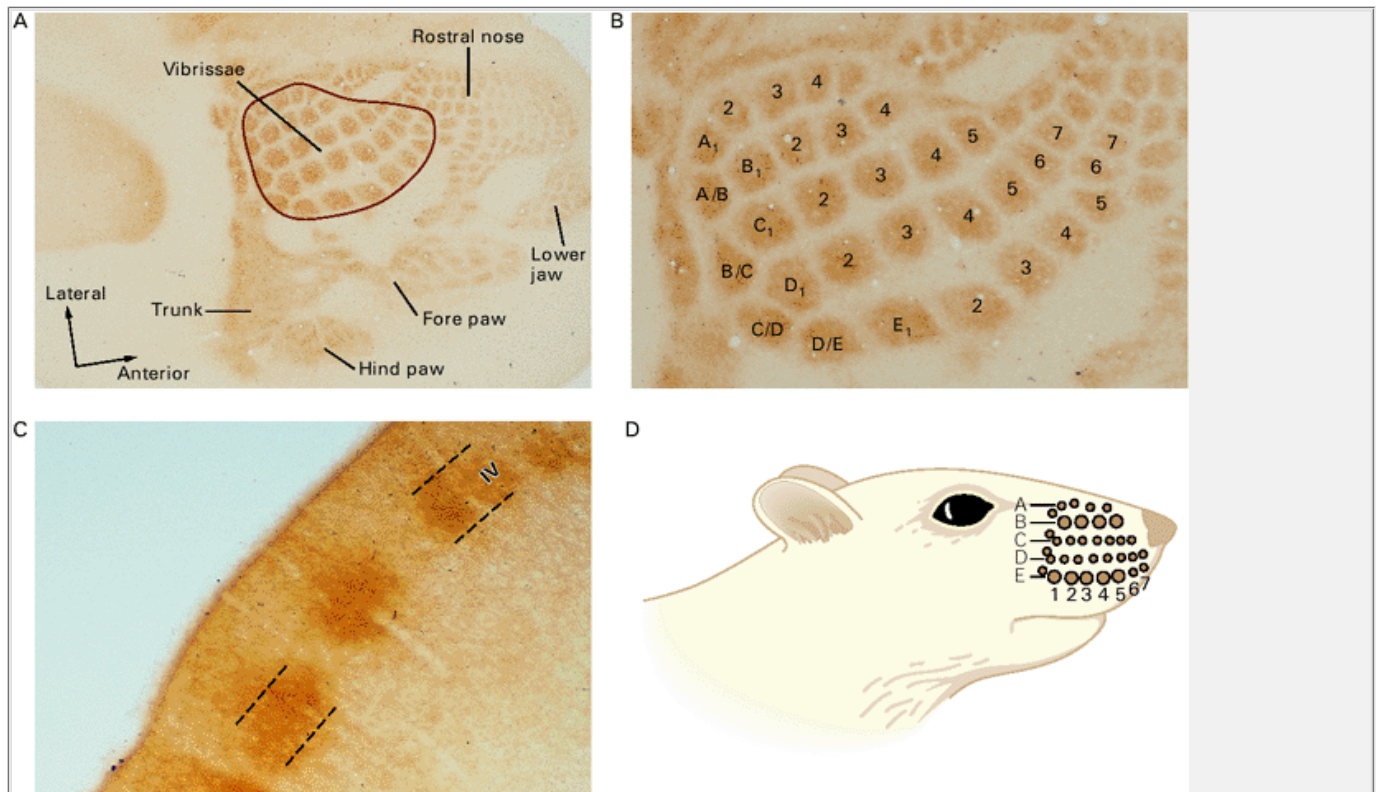 A
Rostral nose
Vibrissae
Lower
jaw
Lateral
Trunk
Fore paw
Anterior
Hind paw
B
2 3 4
A1 B1 2 3 4
A/B C1 2 3 4 5 7 7
B/C D1 2 3 4 5 6 6
C/D D/E E1 2 3 4 5
C
IV
D
A
B
C
D
E
1 2 3 4 5 6 7